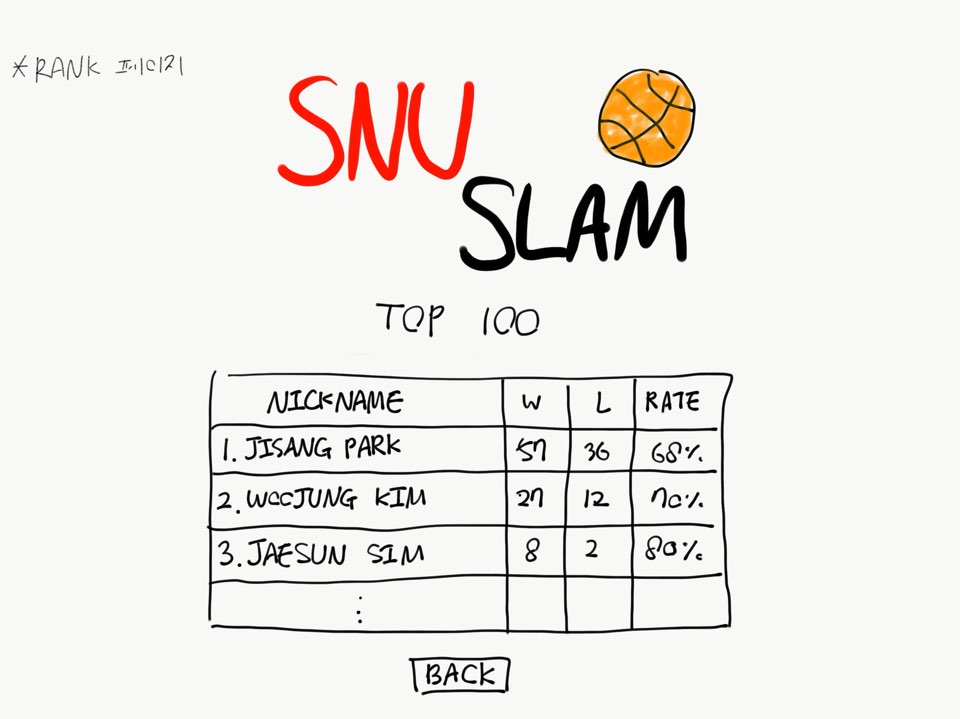 *RANK 페이지
SNU
SLAM
TOP 100
NICKNAME W L RATE
1. JISANG PARK 57 36 68%
2. WOOJUNG KIM 27 12 70%
3. JAESUN SIM 8 2 80%
⋮
BACK